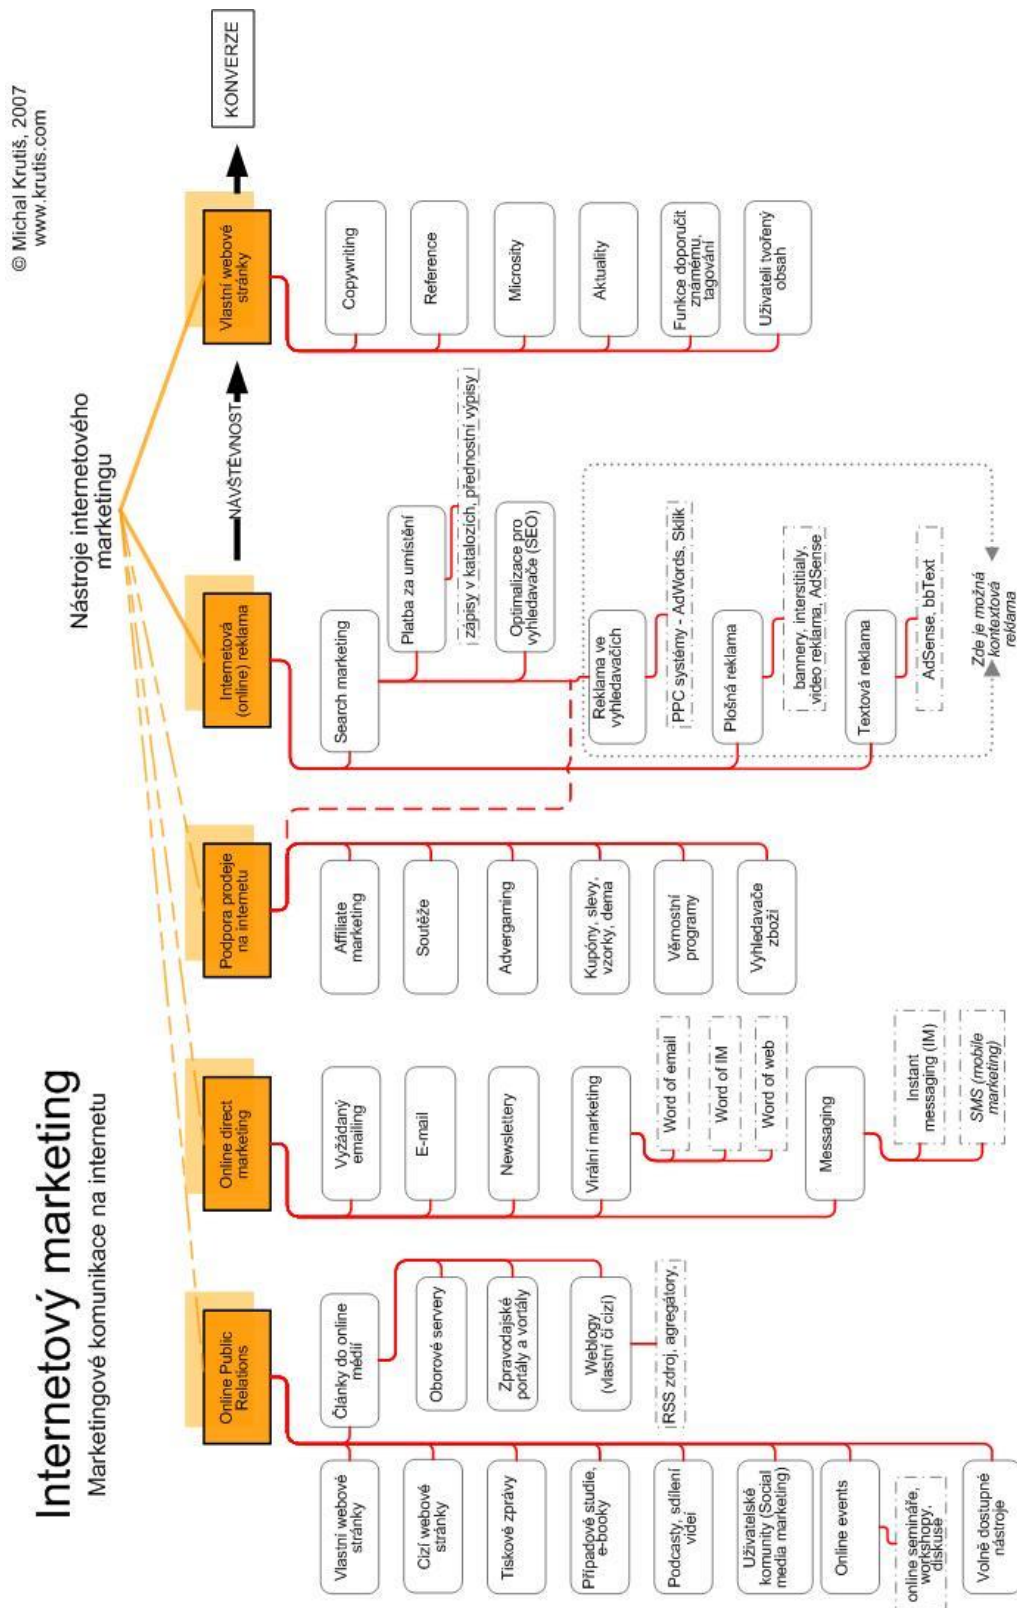 Internetový marketing
Marketingové komunikace na internetu
© Michal Krutiš, 2007
www.krutis.com
Nástroje internetového
marketingu
Online Public
Relations
Online direct
marketing
Podpora prodeje
na internetu
Internetová
(online) reklama
NÁVŠTĚVNOST
Vlastní webové
stránky
KONVERZE
Vlastní webové
stránky
Cizí webové
stránky
Tiskové zprávy
Případové studie,
e-booky
Podcasty, sdílení
videí
Uživatelské
komunity (Social
media marketing)
Online events
online semináře,
workshopy,
diskuse
Volně dostupné
nástroje
Články do online
médií
Oborové servery
Zpravodajské
portály a vortály
Weblogy
(vlastní či cizí)
RSS zdroj, agregátory,
Vyžádaný
emailing
E-mail
Newslettery
Virální marketing
Word of email
Word of IM
Word of web
Messaging
Instant
messaging (IM)
SMS (mobile
marketing)
Affiliate
marketing
Soutěže
Advergaming
Kupóny, slevy,
vzorky, dema
Věrnostní
programy
Vyhledavače
zboží
Search marketing
Platba za umístění
zápisy v katalozích, přednostní výpisy
Optimalizace pro
vyhledavače (SEO)
Reklama ve
vyhledavačích
PPC systémy - AdWords, Sklik
Plošná reklama
bannery, interstitialy,
video reklama, AdSense
Textová reklama
AdSense, bbText
Zde je možná
kontextová
reklama
Copywriting
Reference
Microsity
Aktuality
Funkce doporučit
známému,
tagování
Uživateli tvořený
obsah